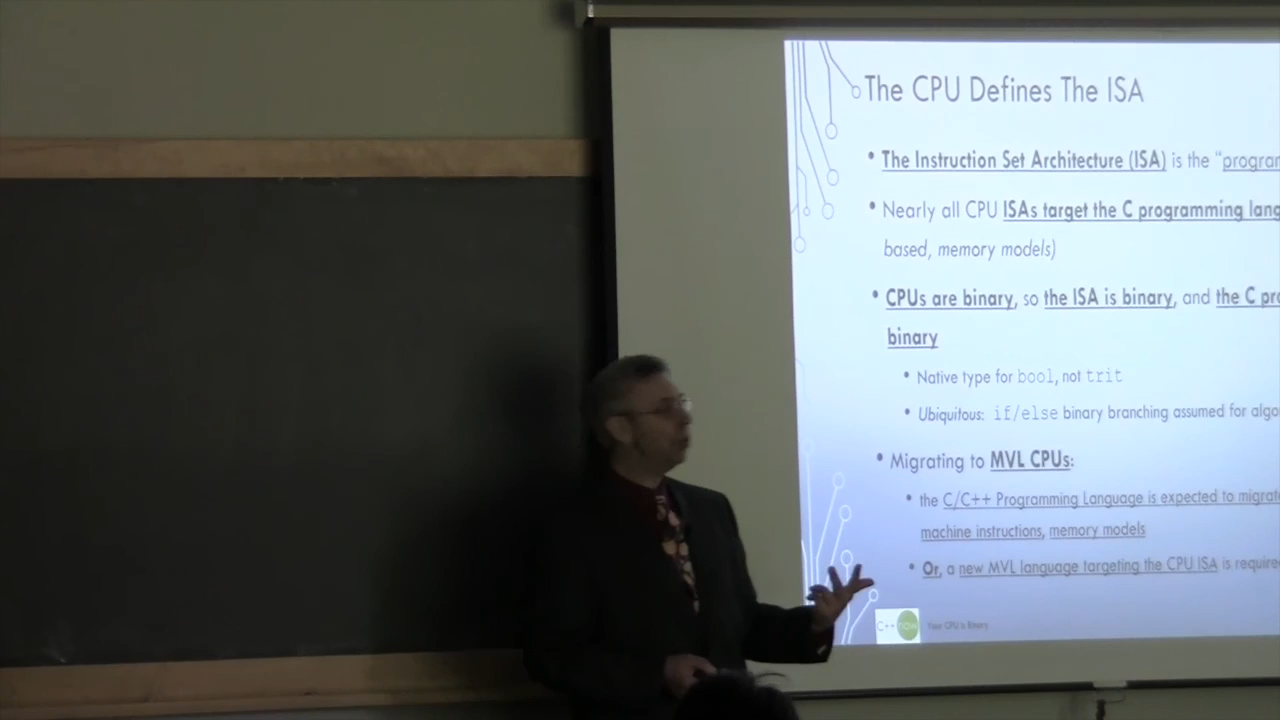 The CPU Defines The ISA
• The Instruction Set Architecture (ISA) is the "program
• Nearly all CPU ISAs target the C programming lang
based, memory models)
• CPUs are binary, so the ISA is binary, and the C pro
binary
• Native type for bool, not trit
• Ubiquitous: if/else binary branching assumed for algo
• Migrating to MVL CPUs:
• the C/C++ Programming Language is expected to migrat
machine instructions, memory models
• Or, a new MVL language targeting the CPU ISA is require
C++ now Your CPU Is Binary